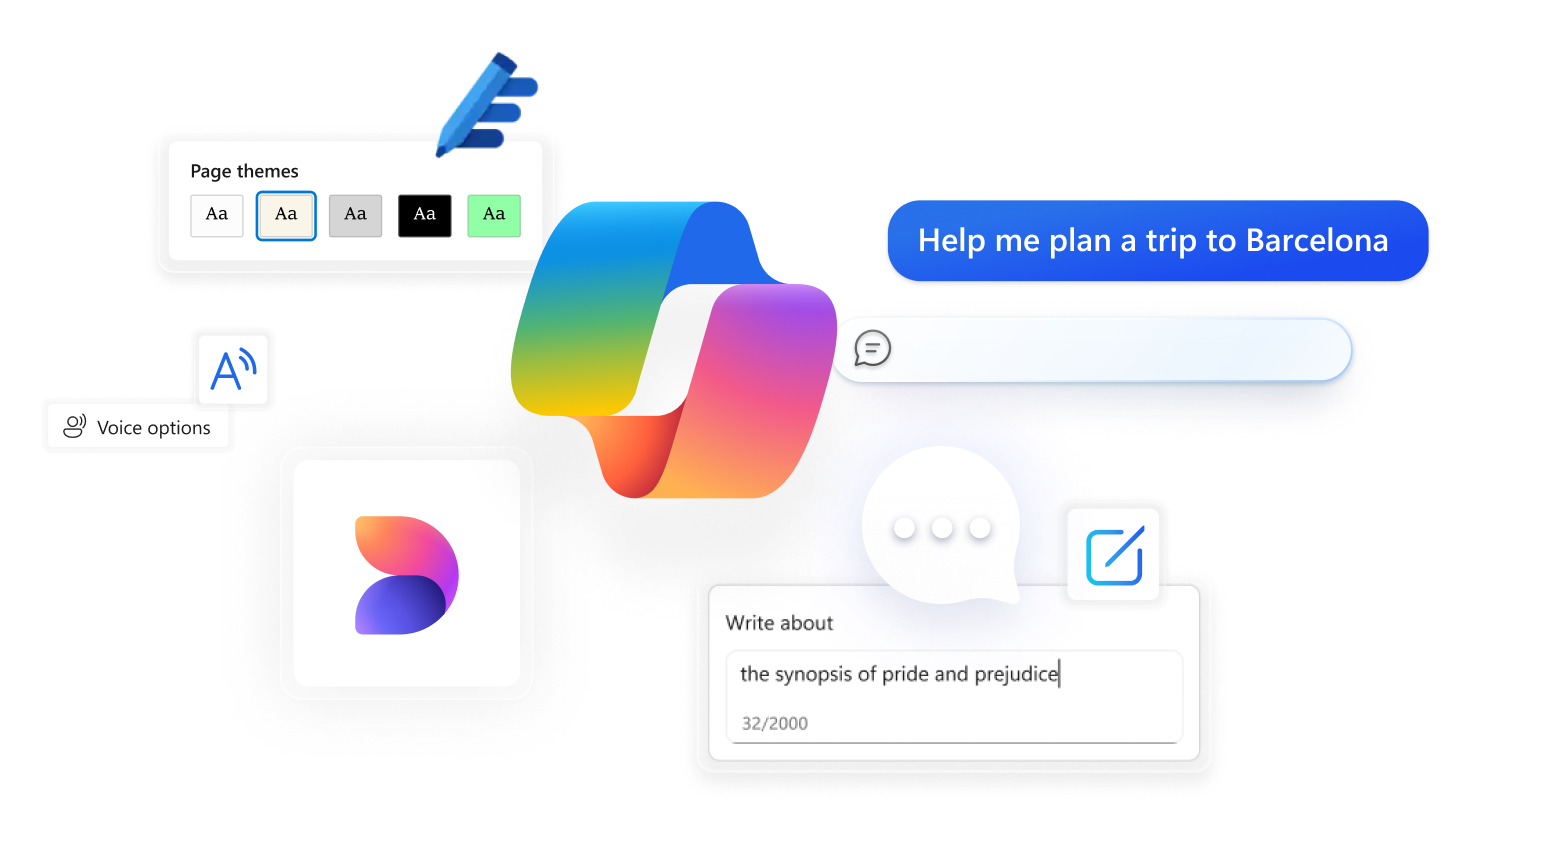 Page themes
Aa Aa Aa Aa Aa
Help me plan a trip to Barcelona
A
Voice options
Write about
the synopsis of pride and prejudice
32/2000